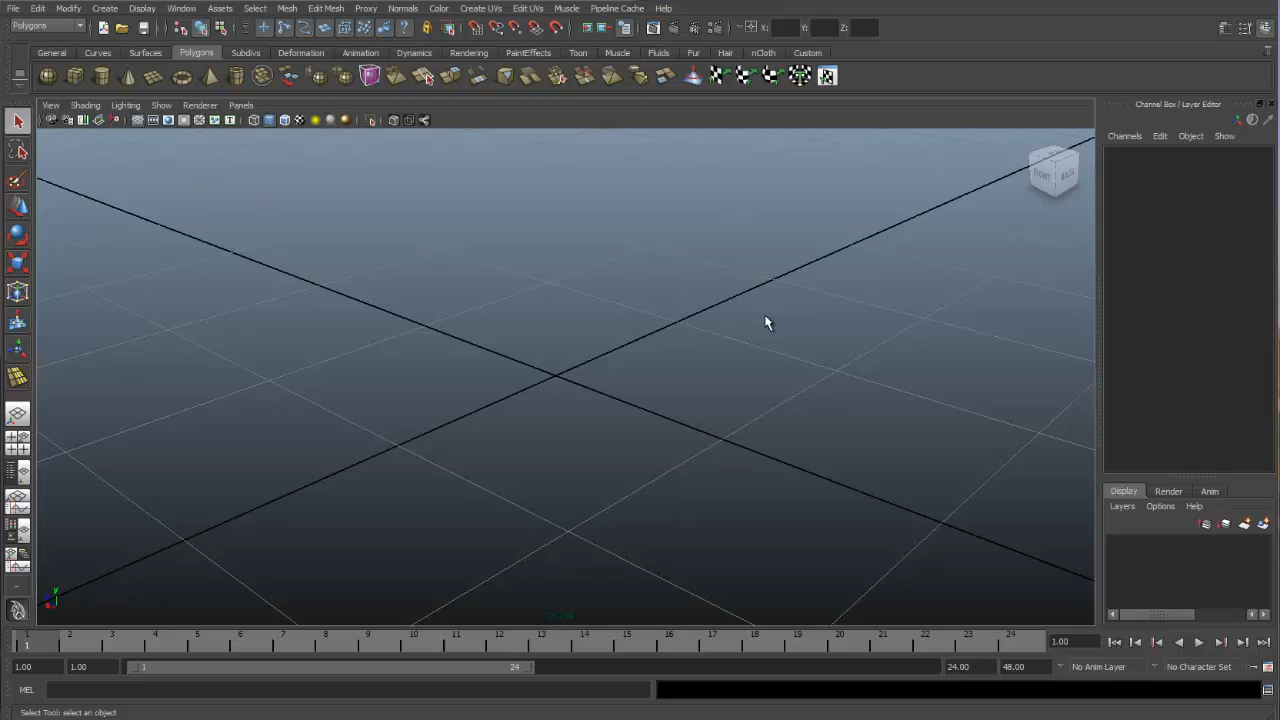 File Edit Modify Create Display Window Assets Select Mesh Edit Mesh Proxy Normals Color Create UVs Edit UVs Muscle Pipeline Cache Help
Polygons X: Y: Z:
General Curves Surfaces Polygons Subdivs Deformation Animation Dynamics Rendering PaintEffects Toon Muscle Fluids Fur Hair nCloth Custom
View Shading Lighting Show Renderer Panels
Channel Box / Layer Editor
Channels Edit Object Show
RIGHT BACK
Display Render Anim
Layers Options Help
y
persp
1 2 3 4 5 6 7 8 9 10 11 12 13 14 15 16 17 18 19 20 21 22 23 24
1 1.00
1.00 1.00 1 24 24.00 48.00 No Anim Layer No Character Set
MEL
Select Tool: select an object